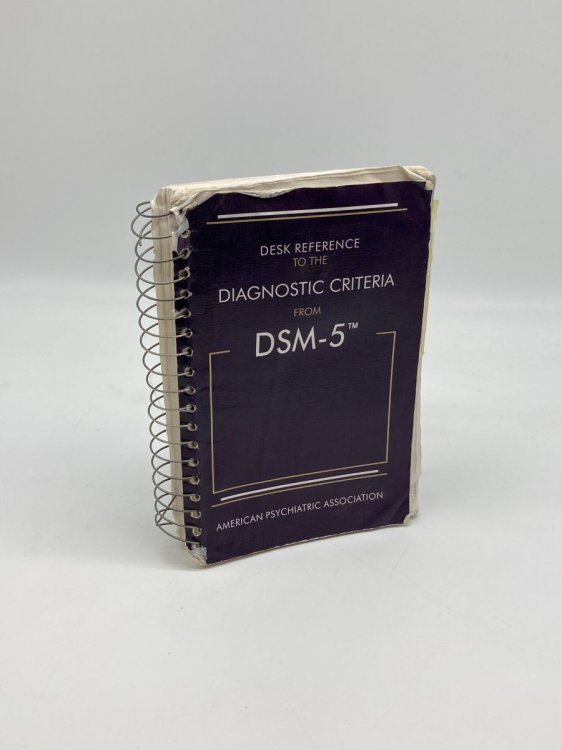 DESK REFERENCE
TO THE
DIAGNOSTIC CRITERIA
FROM
DSM-5™
AMERICAN PSYCHIATRIC ASSOCIATION